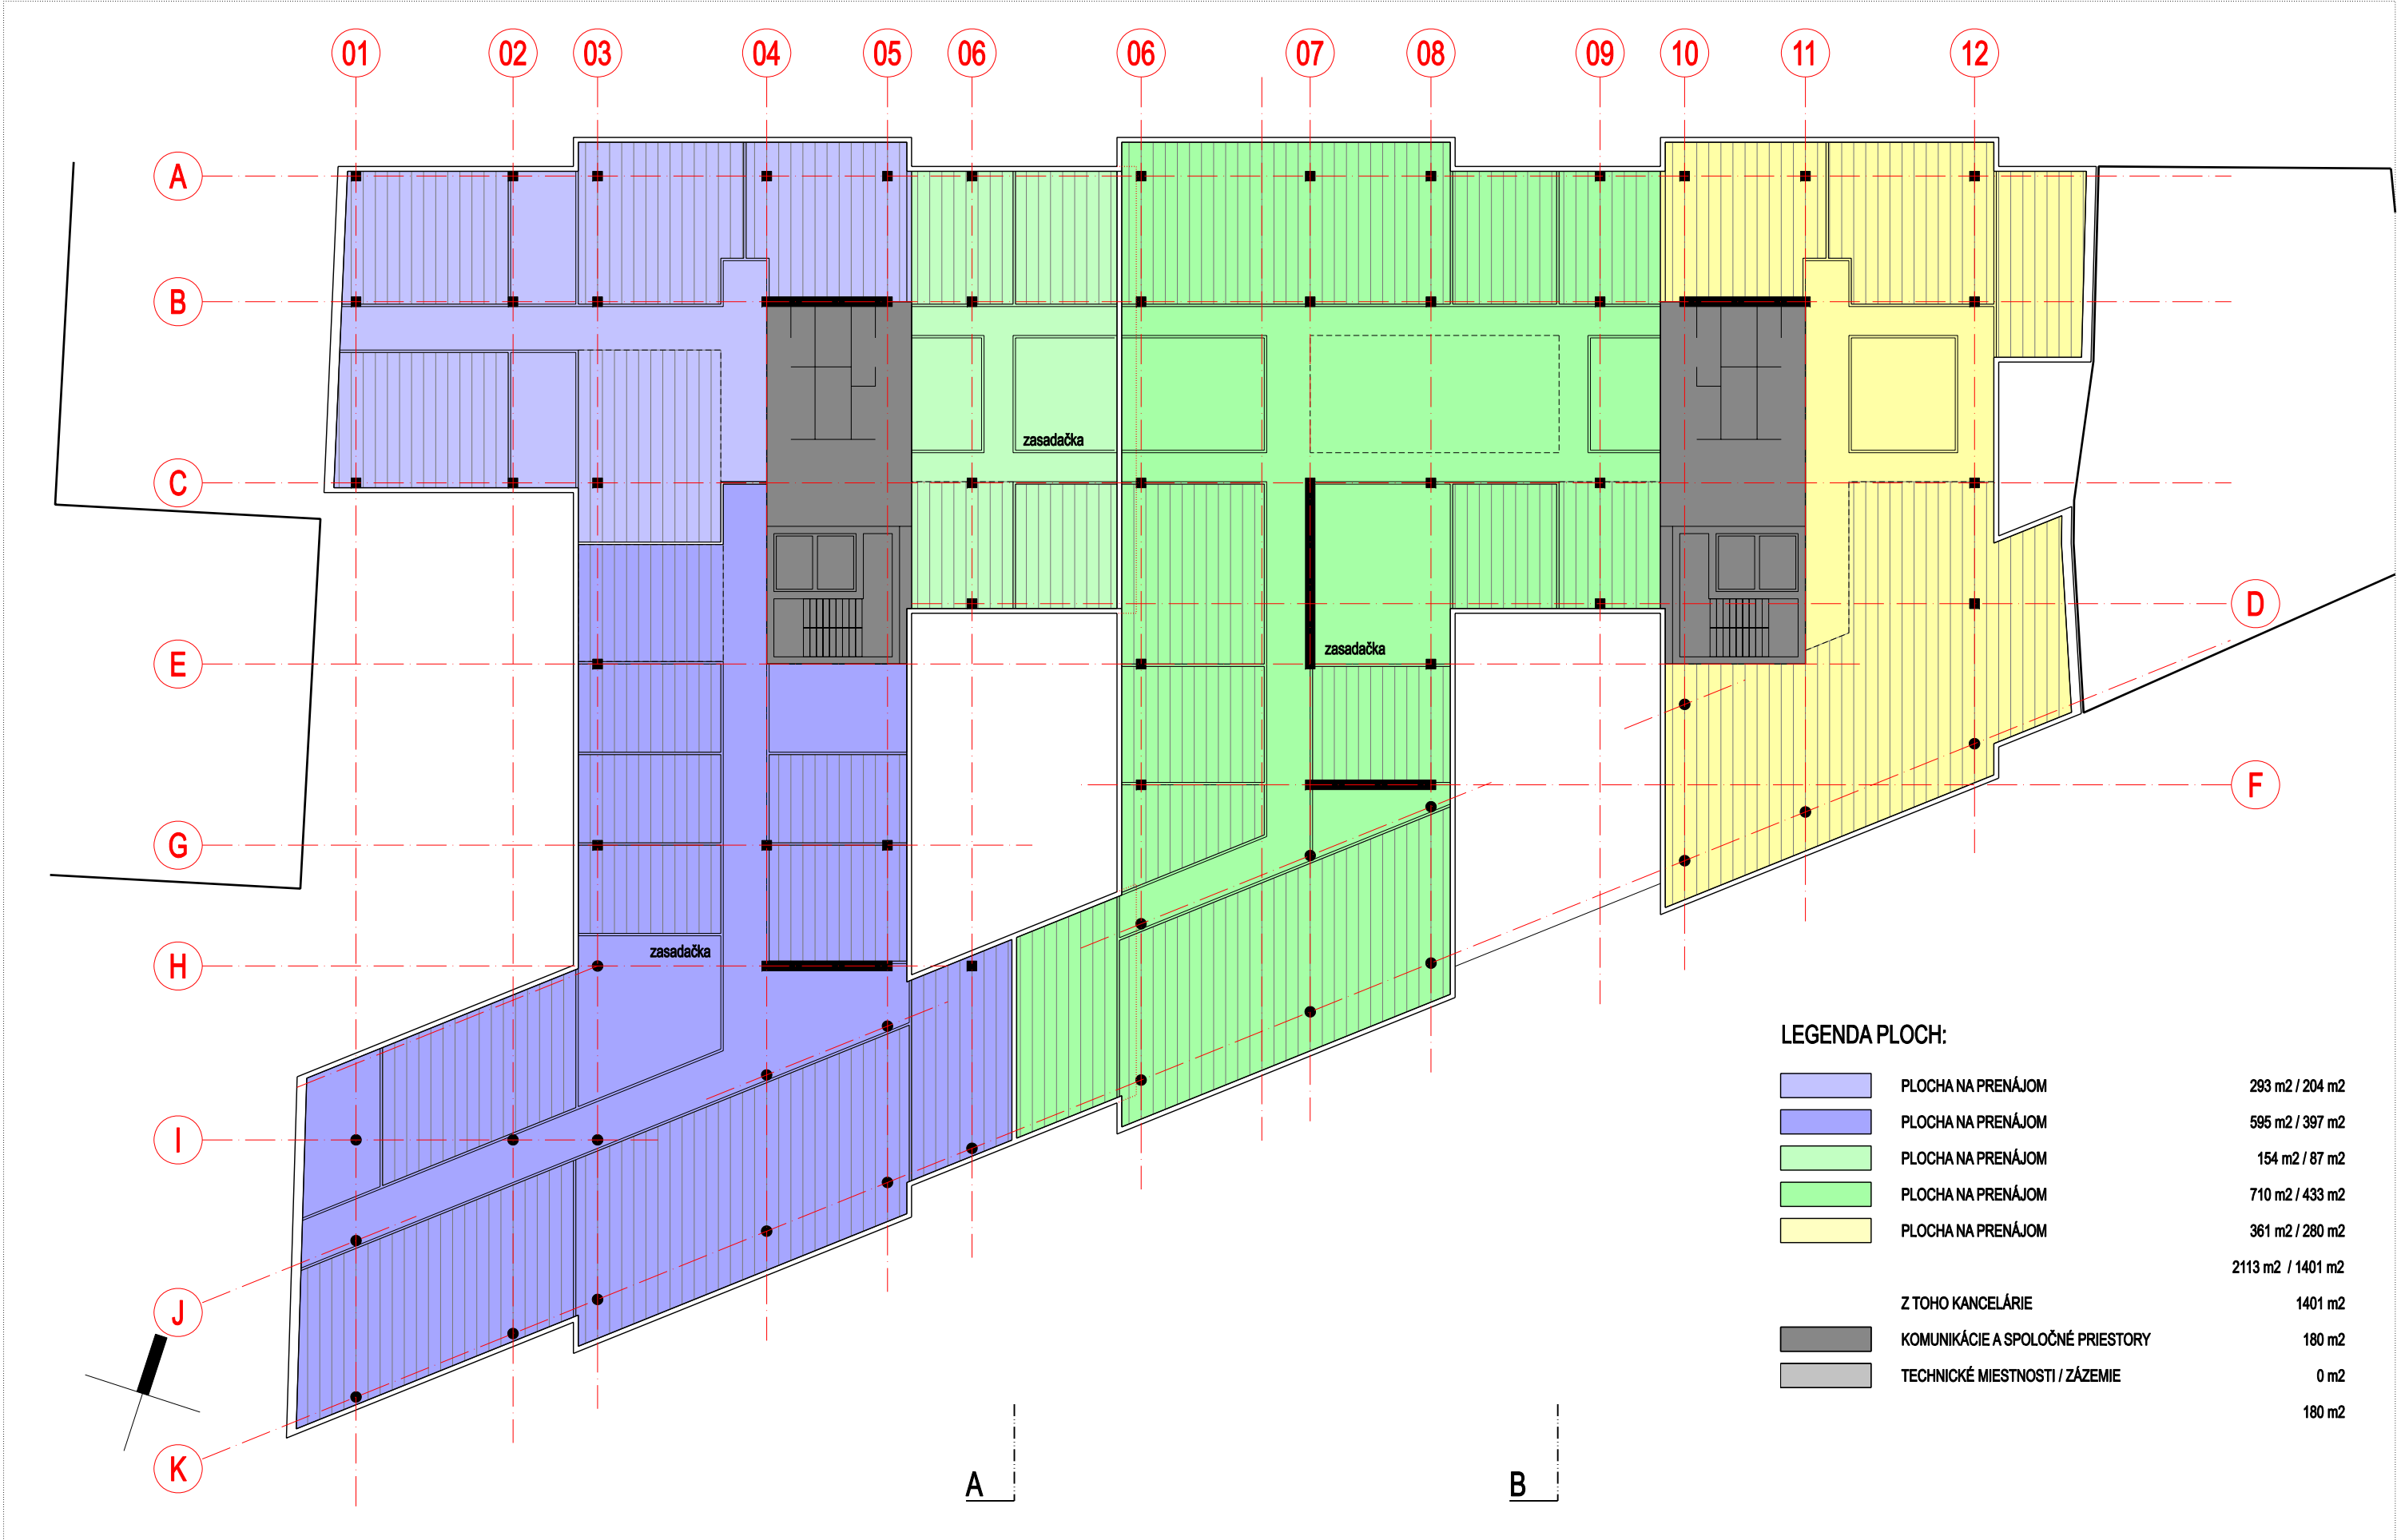 01 02 03 04 05 06 06 07 08 09 10 11 12
A
B
C
zasadačka
D
E
zasadačka
F
G
H
zasadačka
I
J
K
LEGENDA PLOCH:
PLOCHA NA PRENÁJOM 293 m2 / 204 m2
PLOCHA NA PRENÁJOM 595 m2 / 397 m2
PLOCHA NA PRENÁJOM 154 m2 / 87 m2
PLOCHA NA PRENÁJOM 710 m2 / 433 m2
PLOCHA NA PRENÁJOM 361 m2 / 280 m2
2113 m2 / 1401 m2
Z TOHO KANCELÁRIE 1401 m2
KOMUNIKÁCIE A SPOLOČNÉ PRIESTORY 180 m2
TECHNICKÉ MIESTNOSTI / ZÁZEMIE 0 m2
180 m2
A B